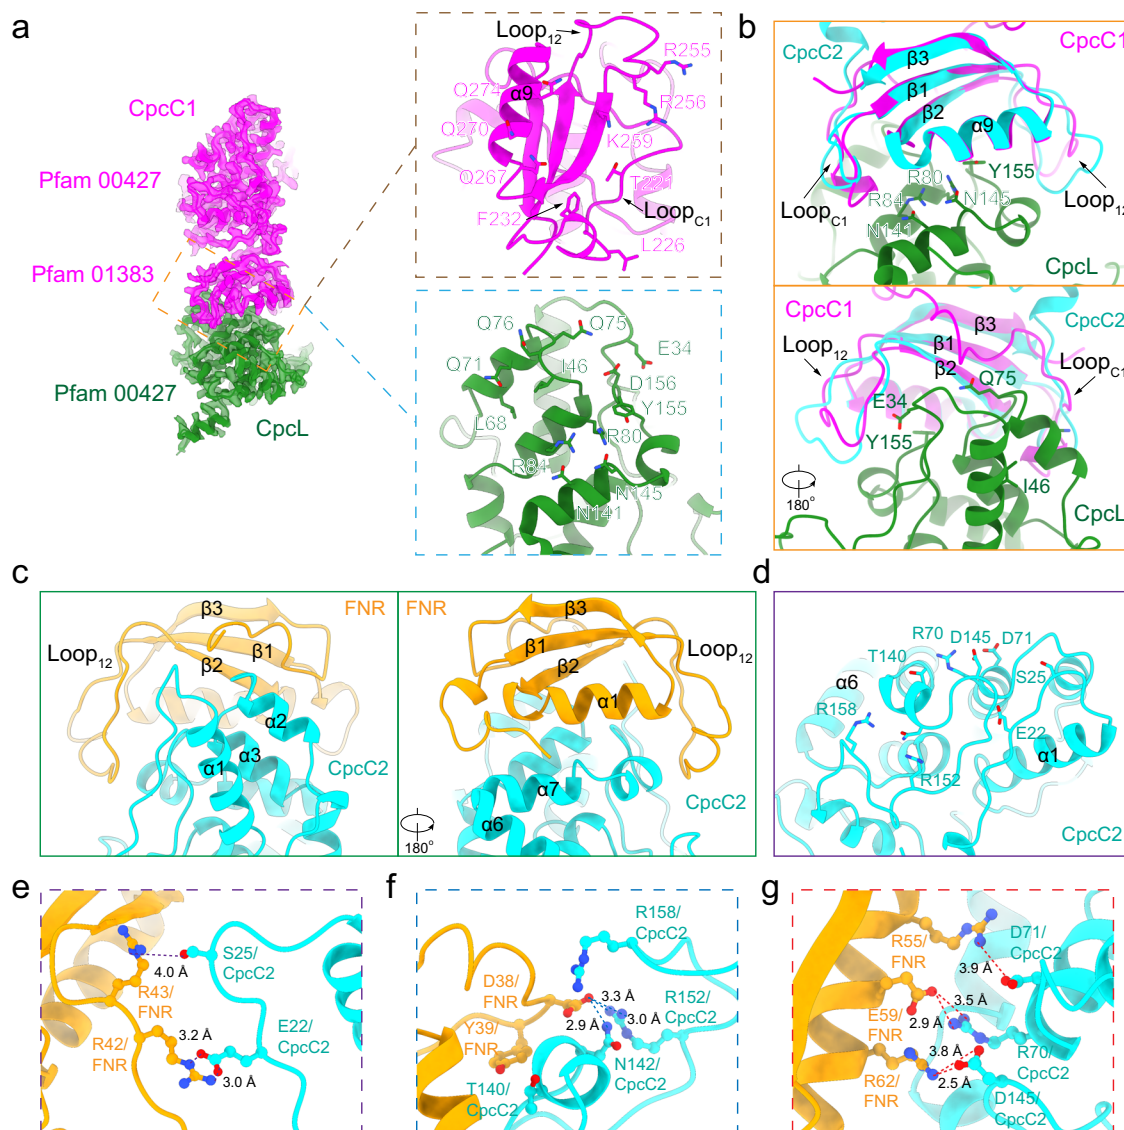 a
CpcC1
Pfam 00427
Pfam 01383
Pfam 00427
CpcL
Loop12
R255
Q274
α9
R256
Q270
K259
Q267
T221
F232
LoopC1
L226
Q76
Q75
E34
Q71
I46
D156
Y155
L68
R80
R84
N145
N141
b
CpcC2
CpcC1
β3
β1
β2
α9
Y155
R80
LoopC1
R84
N145
Loop12
N141
CpcL
CpcC1
β3
CpcC2
Loop12
β1
β2
LoopC1
Q75
E34
Y155
I46
180°
CpcL
c
β3
FNR
Loop12
β1
β2
α2
α1
α3
CpcC2
FNR
β3
β1
Loop12
β2
α1
α7
α6
180°
CpcC2
d
R70
D145
D71
T140
S25
α6
R158
E22
α1
R152
CpcC2
e
S25/
CpcC2
4.0 Å
R43/
FNR
E22/
CpcC2
3.2 Å
R42/
FNR
3.0 Å
f
R158/
CpcC2
D38/
FNR
3.3 Å
R152/
CpcC2
3.0 Å
2.9 Å
Y39/
FNR
N142/
CpcC2
T140/
CpcC2
g
R55/
FNR
D71/
CpcC2
3.9 Å
3.5 Å
E59/
FNR
2.9 Å
3.8 Å
R70/
CpcC2
R62/
FNR
2.5 Å
D145/
CpcC2